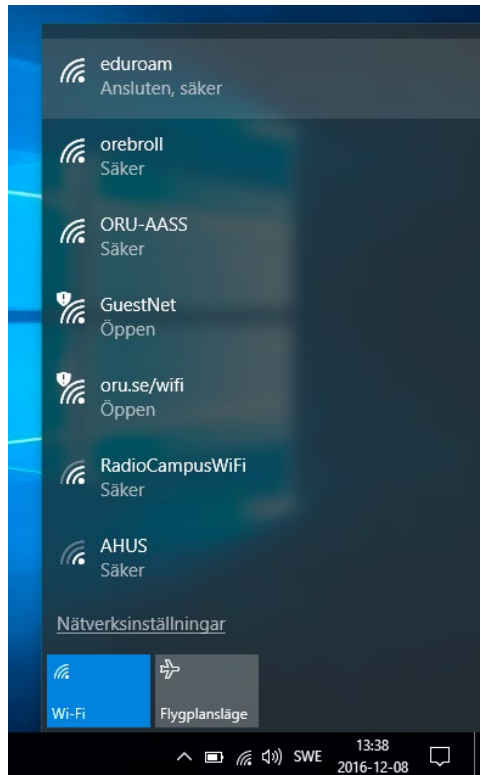 eduroam
Ansluten, säker
orebroll
Säker
ORU-AASS
Säker
GuestNet
Öppen
oru.se/wifi
Öppen
RadioCampusWiFi
Säker
AHUS
Säker
Nätverksinställningar
Wi-Fi
Flygplansläge
SWE
13:38
2016-12-08